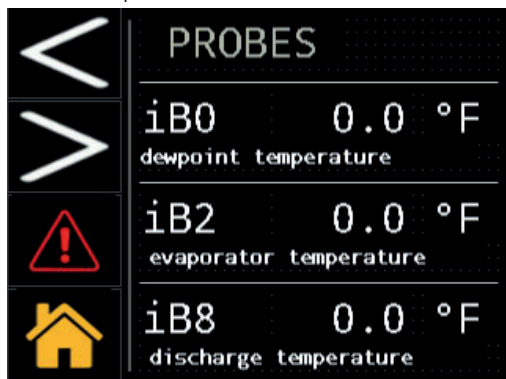 PROBES
iB0 0.0 °F
dewpoint temperature
iB2 0.0 °F
evaporator temperature
iB8 0.0 °F
discharge temperature